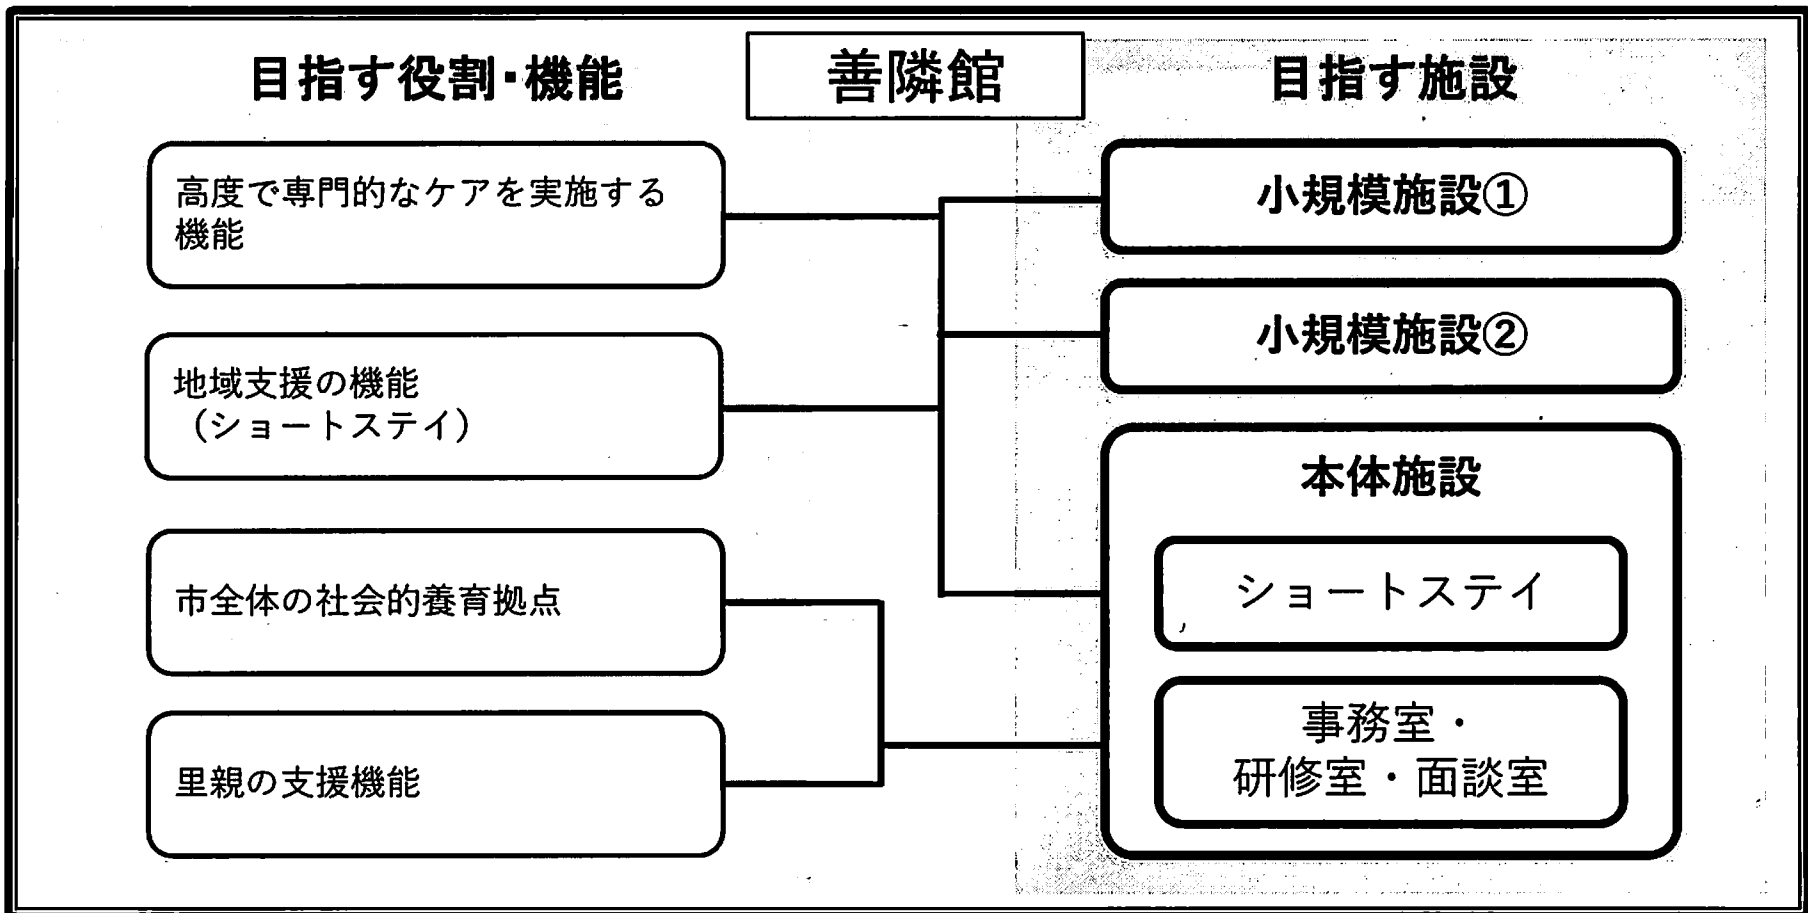 善隣館
目指す役割・機能
高度で専門的なケアを実施する
機能
地域支援の機能
（ショートステイ）
市全体の社会的養育拠点
里親の支援機能
目指す施設
小規模施設①
小規模施設②
本体施設
ショートステイ
事務室・
研修室・面談室